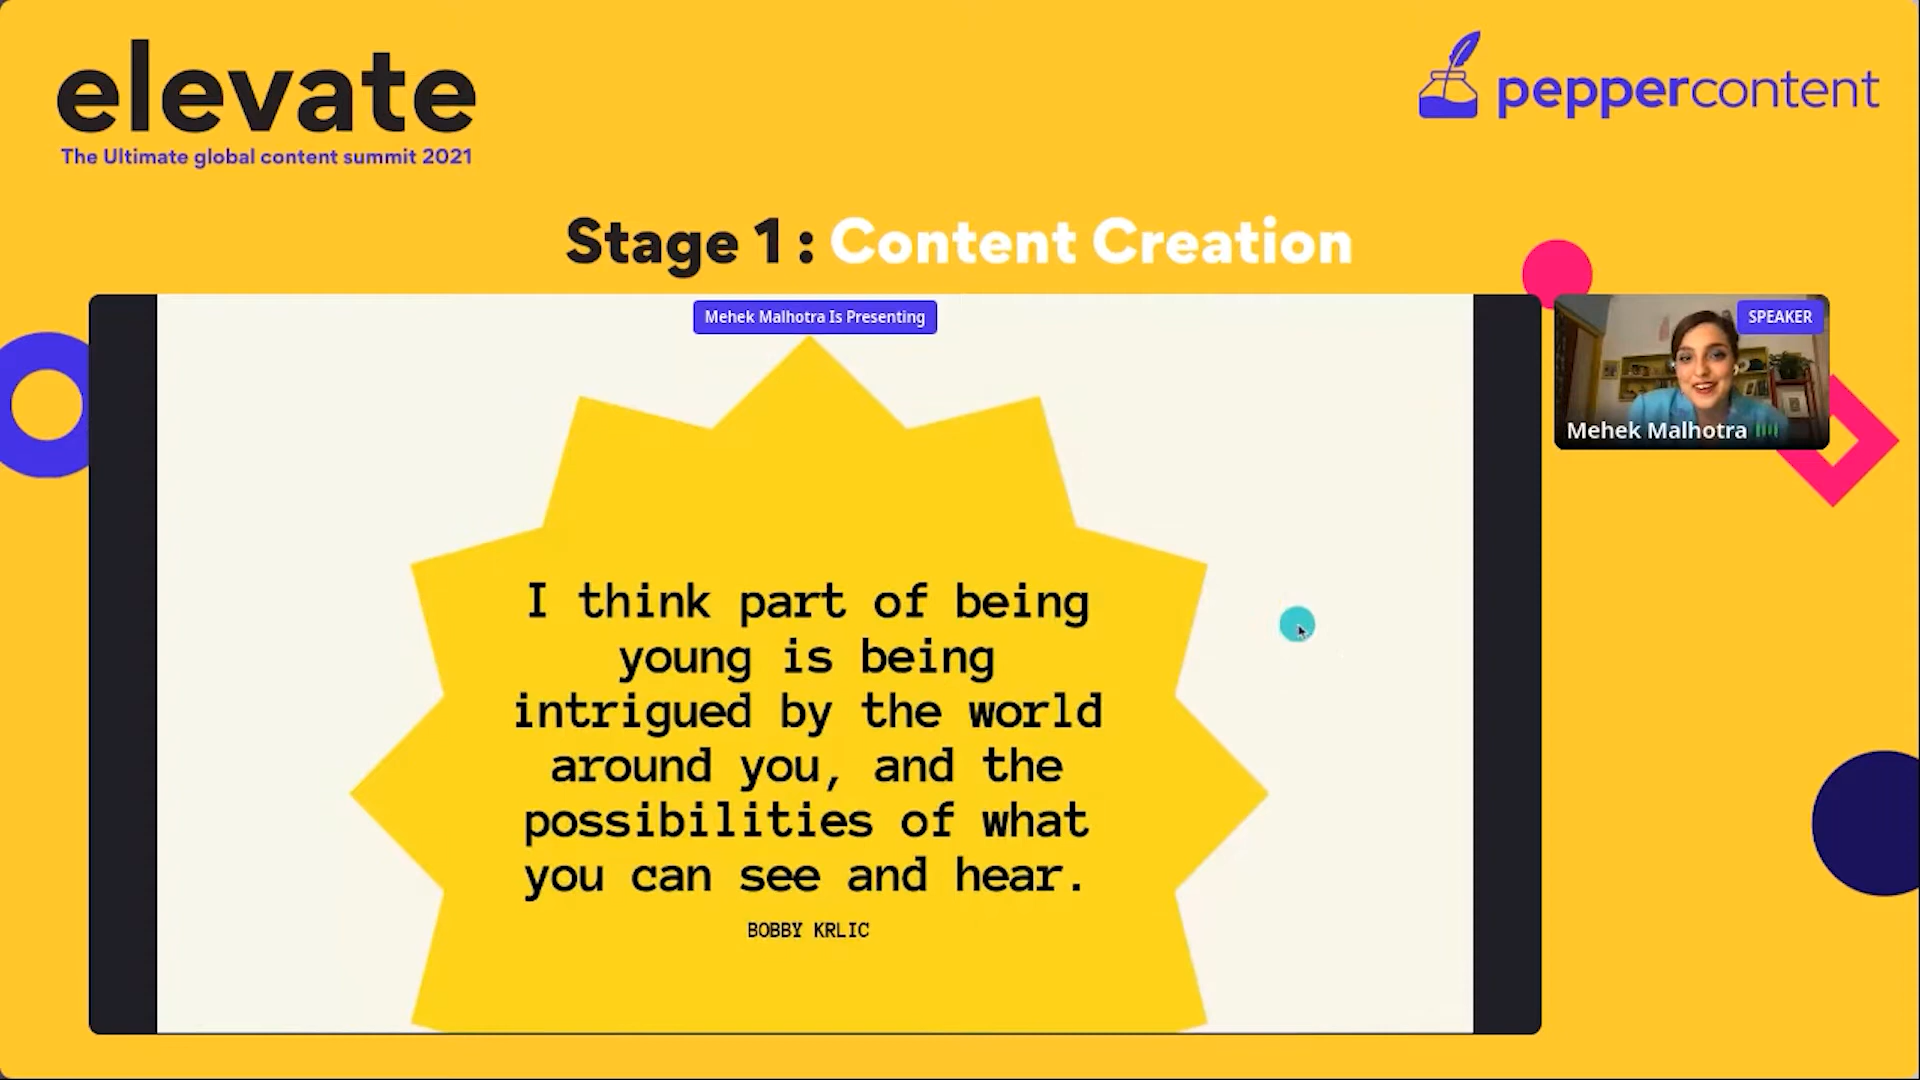 elevate
The Ultimate global content summit 2021
peppercontent
Stage 1 : Content Creation
Mehek Malhotra Is Presenting
SPEAKER
Mehek Malhotra
I think part of being
young is being
intrigued by the world
around you, and the
possibilities of what
you can see and hear.
BOBBY KRLIC